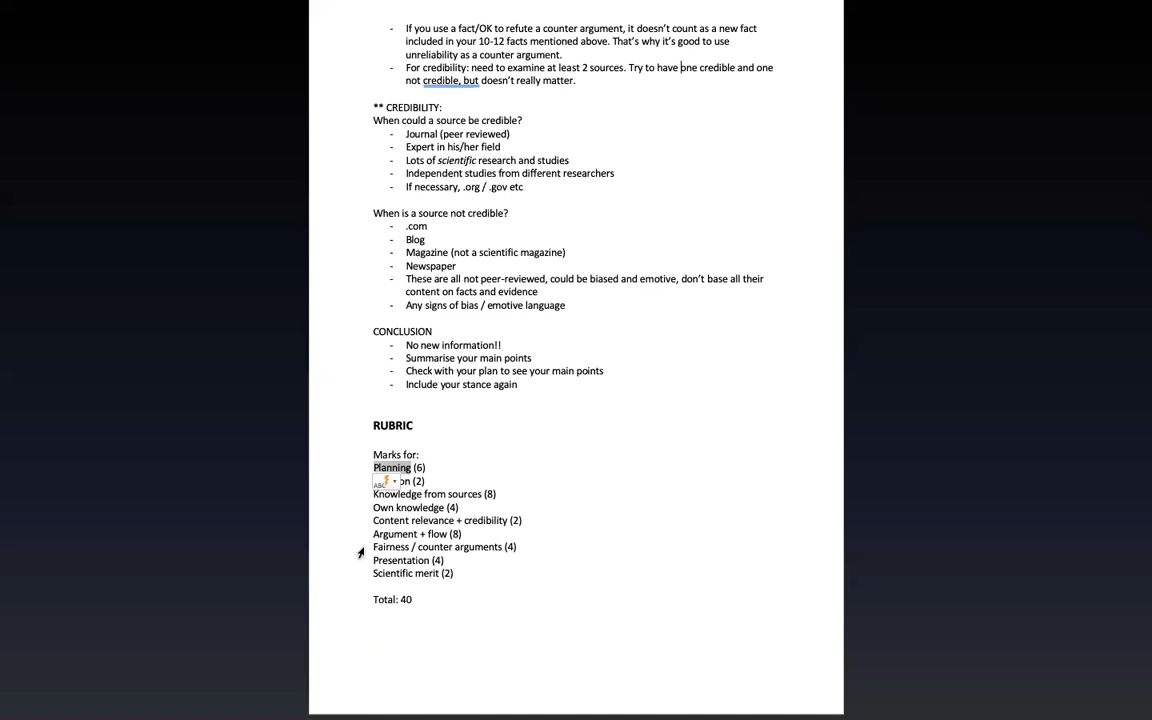 - If you use a fact/OK to refute a counter argument, it doesn't count as a new fact
included in your 10-12 facts mentioned above. That's why it's good to use
unreliability as a counter argument.
- For credibility: need to examine at least 2 sources. Try to have one credible and one
not credible, but doesn't really matter.
** CREDIBILITY:
When could a source be credible?
- Journal (peer reviewed)
- Expert in his/her field
- Lots of scientific research and studies
- Independent studies from different researchers
- If necessary, .org / .gov etc
When is a source not credible?
- .com
- Blog
- Magazine (not a scientific magazine)
- Newspaper
- These are all not peer-reviewed, could be biased and emotive, don't base all their
content on facts and evidence
- Any signs of bias / emotive language
CONCLUSION
- No new information!!
- Summarise your main points
- Check with your plan to see your main points
- Include your stance again
RUBRIC
Marks for:
Planning (6)
ABC on (2)
Knowledge from sources (8)
Own knowledge (4)
Content relevance + credibility (2)
Argument + flow (8)
Fairness / counter arguments (4)
Presentation (4)
Scientific merit (2)
Total: 40